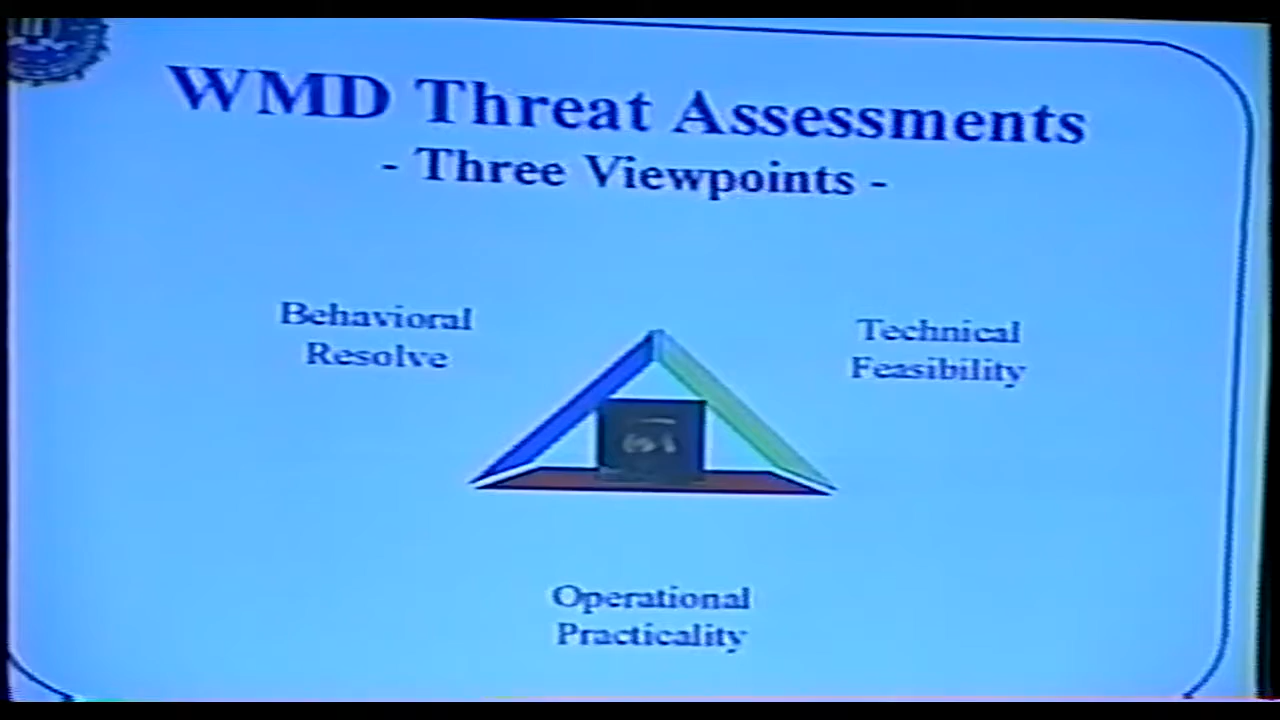 WMD Threat Assessments
- Three Viewpoints -
Behavioral
Resolve
Technical
Feasibility
Operational
Practicality